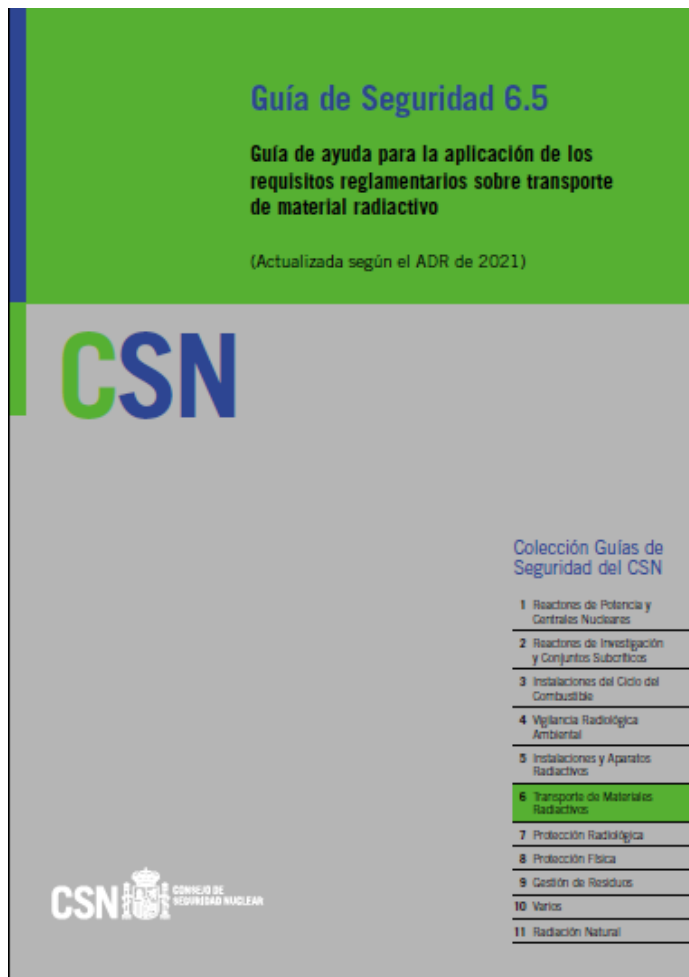 Guía de Seguridad 6.5
Guía de ayuda para la aplicación de los
requisitos reglamentarios sobre transporte
de material radiactivo
(Actualizada según el ADR de 2021)
CSN
Colección Guías de
Seguridad del CSN
1 Reactores de Potencia y
Centrales Nucleares
2 Reactores de Investigación
y Conjuntos Subcríticos
3 Instalaciones del Ciclo del
Combustible
4 Vigilancia Radiológica
Ambiental
5 Instalaciones y Aparatos
Radiactivos
6 Transporte de Materiales
Radiactivos
7 Protección Radiológica
8 Protección Física
9 Gestión de Residuos
10 Varios
11 Radiación Natural
CSN CONSEJO DE
SEGURIDAD NUCLEAR